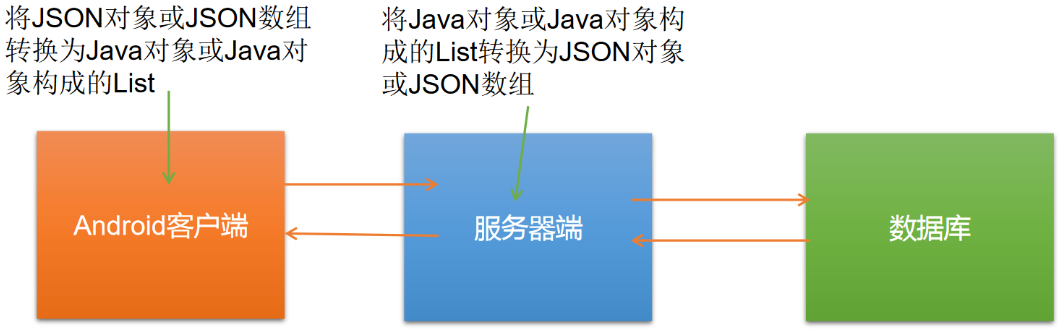 将JSON对象或JSON数组
转换为Java对象或Java对
象构成的List
将Java对象或Java对象构
成的List转换为JSON对象
或JSON数组
Android客户端
服务器端
数据库